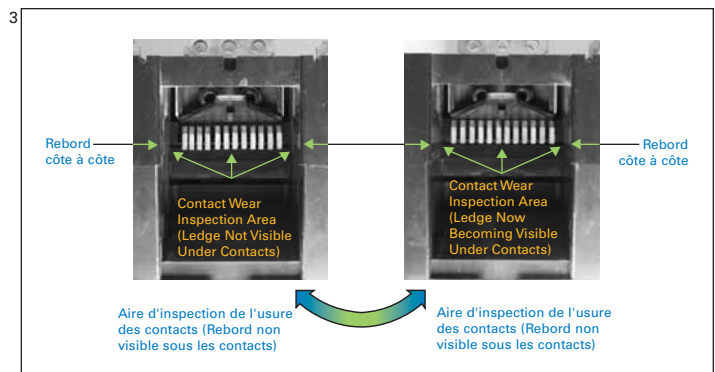 3
Rebord
côte à côte
Contact Wear
Inspection Area
(Ledge Not Visible
Under Contacts)
Contact Wear
Inspection Area
(Ledge Now
Becoming Visible
Under Contacts)
Rebord
côte à côte
Aire d'inspection de l'usure
des contacts (Rebord non
visible sous les contacts)
Aire d'inspection de l'usure
des contacts (Rebord non
visible sous les contacts)